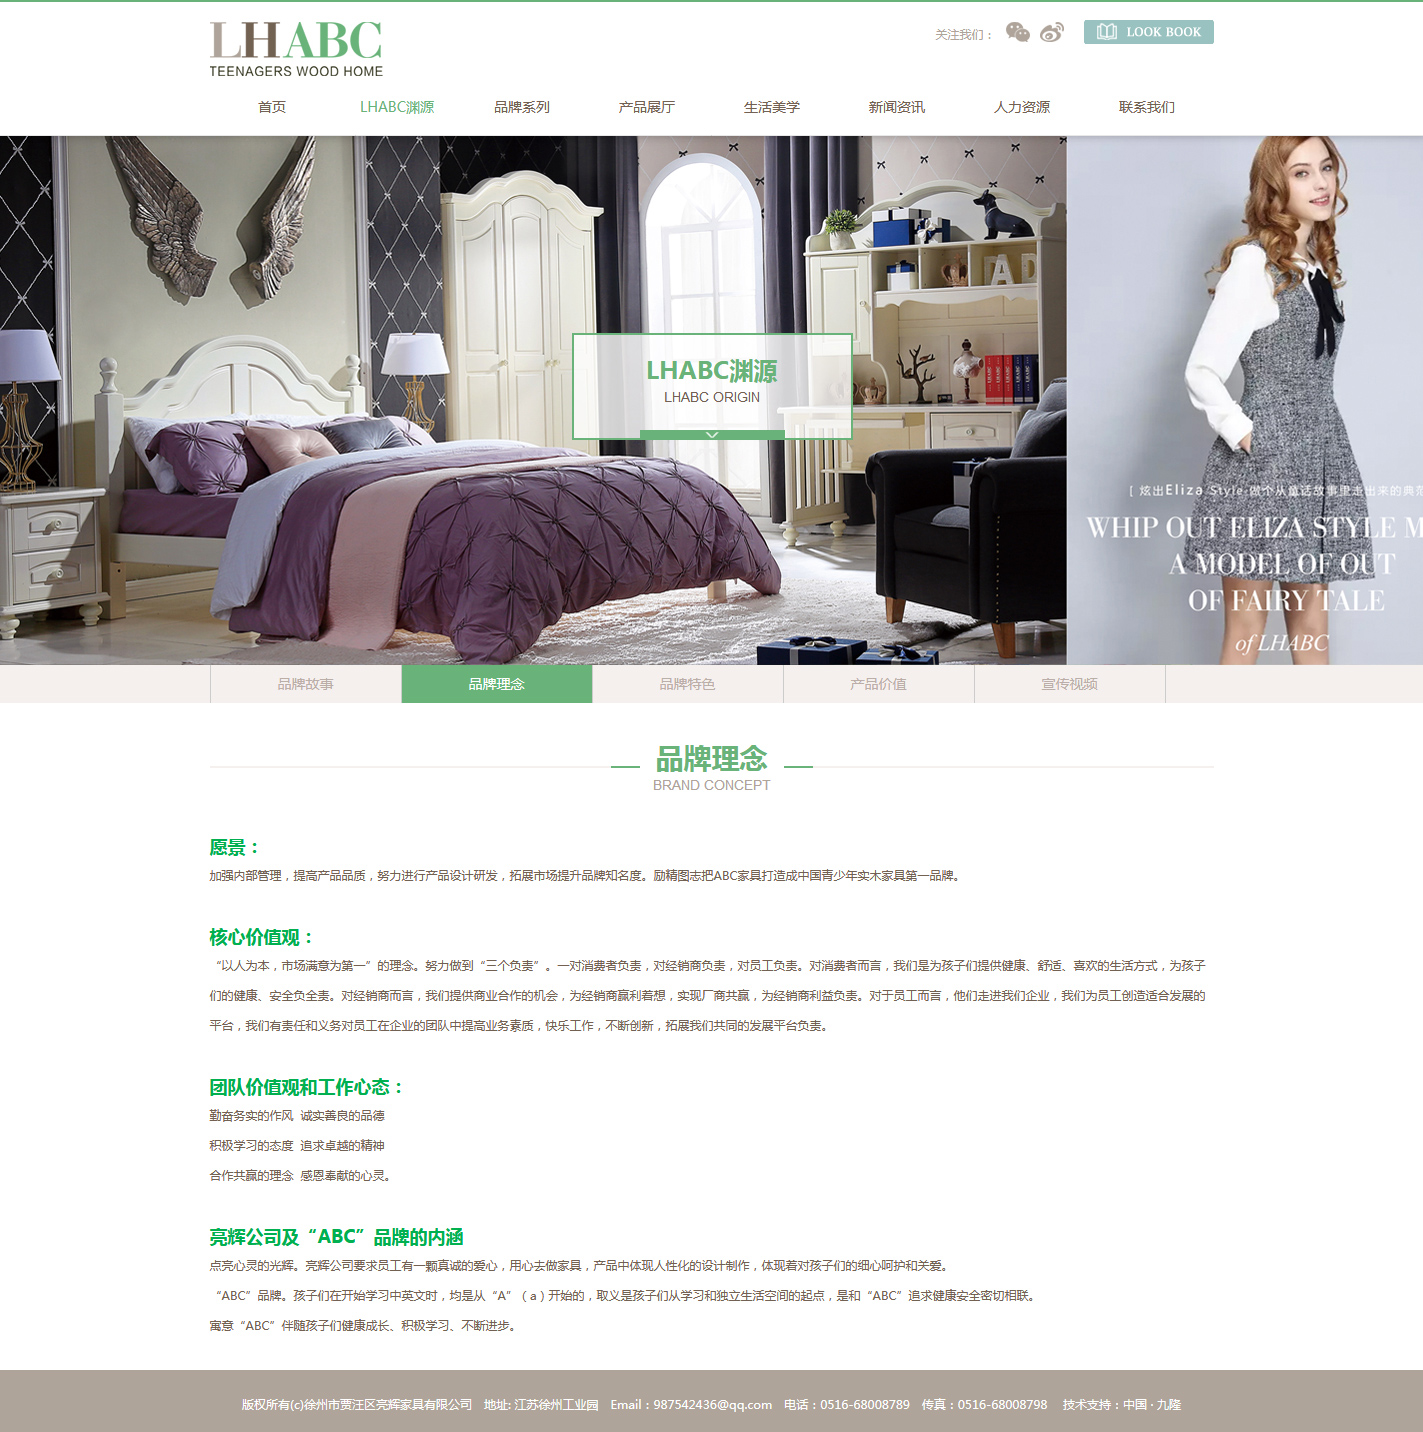 LHABC
TEENAGERS WOOD HOME
关注我们：
LOOK BOOK
首页 LHABC渊源 品牌系列 产品展厅 生活美学 新闻资讯 人力资源 联系我们
LHABC渊源
LHABC ORIGIN
[ 炫出Eliza Style·做个从童话故事里走出来的典范
WHIP OUT ELIZA STYLE M
A MODEL OF OUT
OF FAIRY TALE
of LHABC
品牌故事 品牌理念 品牌特色 产品价值 宣传视频
品牌理念
BRAND CONCEPT
愿景：
加强内部管理，提高产品品质，努力进行产品设计研发，拓展市场提升品牌知名度。励精图志把ABC家具打造成中国青少年实木家具第一品牌。
核心价值观：
“以人为本，市场满意为第一”的理念。努力做到“三个负责”。一对消费者负责，对经销商负责，对员工负责。对消费者而言，我们是为孩子们提供健康、舒适、喜欢的生活方式，为孩子
们的健康、安全负全责。对经销商而言，我们提供商业合作的机会，为经销商赢利着想，实现厂商共赢，为经销商利益负责。对于员工而言，他们走进我们企业，我们为员工创造适合发展的
平台，我们有责任和义务对员工在企业的团队中提高业务素质，快乐工作，不断创新，拓展我们共同的发展平台负责。
团队价值观和工作心态：
勤奋务实的作风 诚实善良的品德
积极学习的态度 追求卓越的精神
合作共赢的理念 感恩奉献的心灵。
亮辉公司及“ABC”品牌的内涵
点亮心灵的光辉。亮辉公司要求员工有一颗真诚的爱心，用心去做家具，产品中体现人性化的设计制作，体现着对孩子们的细心呵护和关爱。
“ABC”品牌。孩子们在开始学习中英文时，均是从“A”（a）开始的，取义是孩子们从学习和独立生活空间的起点，是和“ABC”追求健康安全密切相联。
寓意“ABC”伴随孩子们健康成长、积极学习、不断进步。
版权所有(c)徐州市贾汪区亮辉家具有限公司 地址: 江苏徐州工业园 Email：987542436@qq.com 电话：0516-68008789 传真：0516-68008798 技术支持：中国 · 九隆